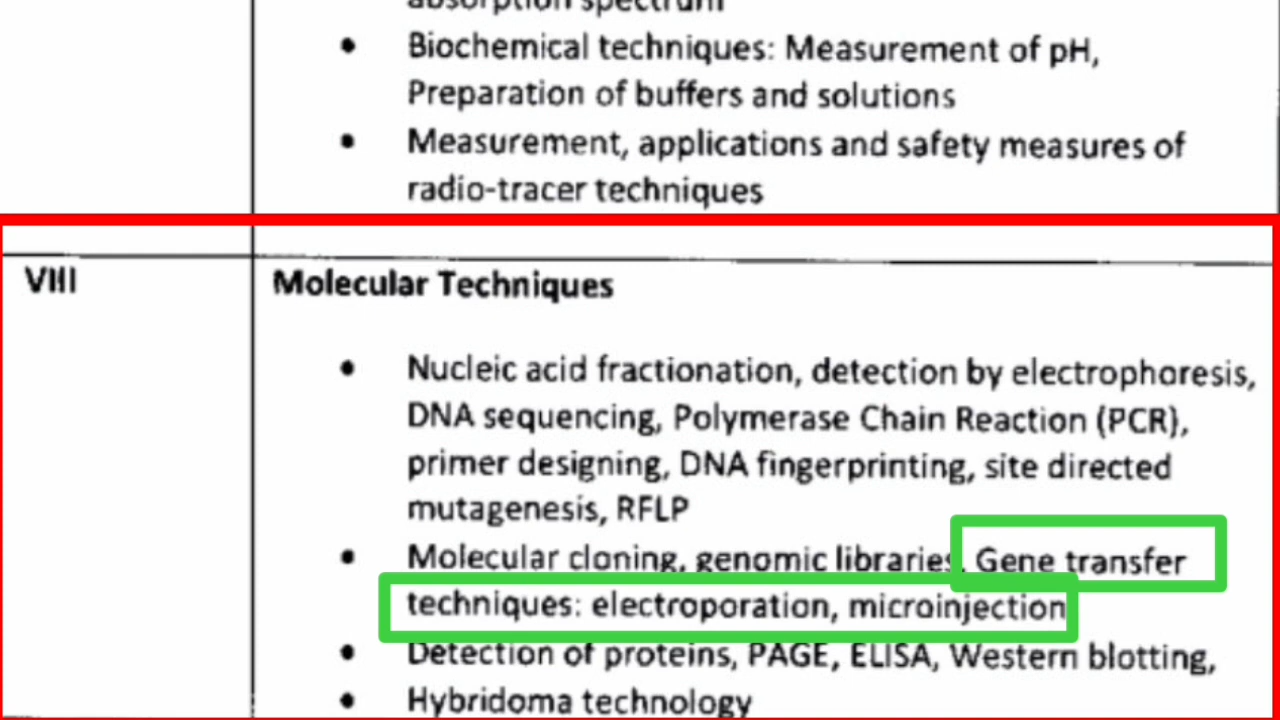 absorption spectrum
• Biochemical techniques: Measurement of pH,
Preparation of buffers and solutions
• Measurement, applications and safety measures of
radio-tracer techniques
VIII
Molecular Techniques
• Nucleic acid fractionation, detection by electrophoresis,
DNA sequencing, Polymerase Chain Reaction (PCR),
primer designing, DNA fingerprinting, site directed
mutagenesis, RFLP
• Molecular cloning, genomic libraries, Gene transfer
techniques: electroporation, microinjection
• Detection of proteins, PAGE, ELISA, Western blotting,
• Hybridoma technology